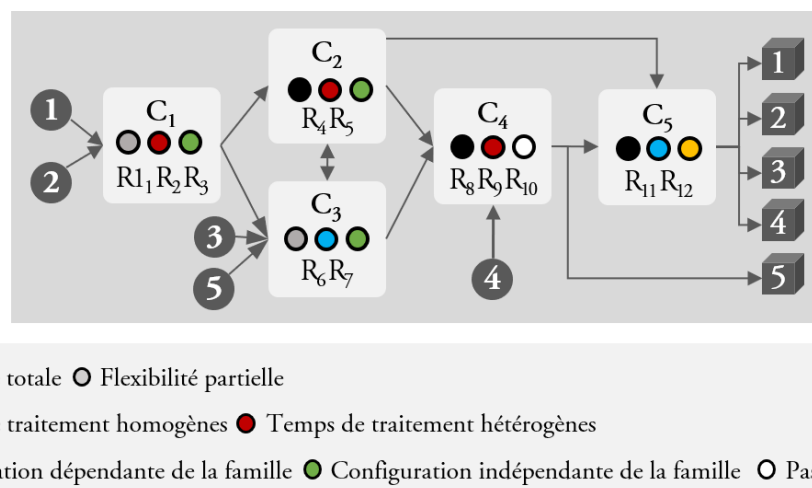 1
2
C1
R11R2R3
C2
R4R5
C3
R6R7
3
5
C4
R8R9R10
4
C5
R11R12
1
2
3
4
5
totale Flexibilité partielle
traitement homogènes Temps de traitement hétérogènes
dépendante de la famille Configuration indépendante de la famille